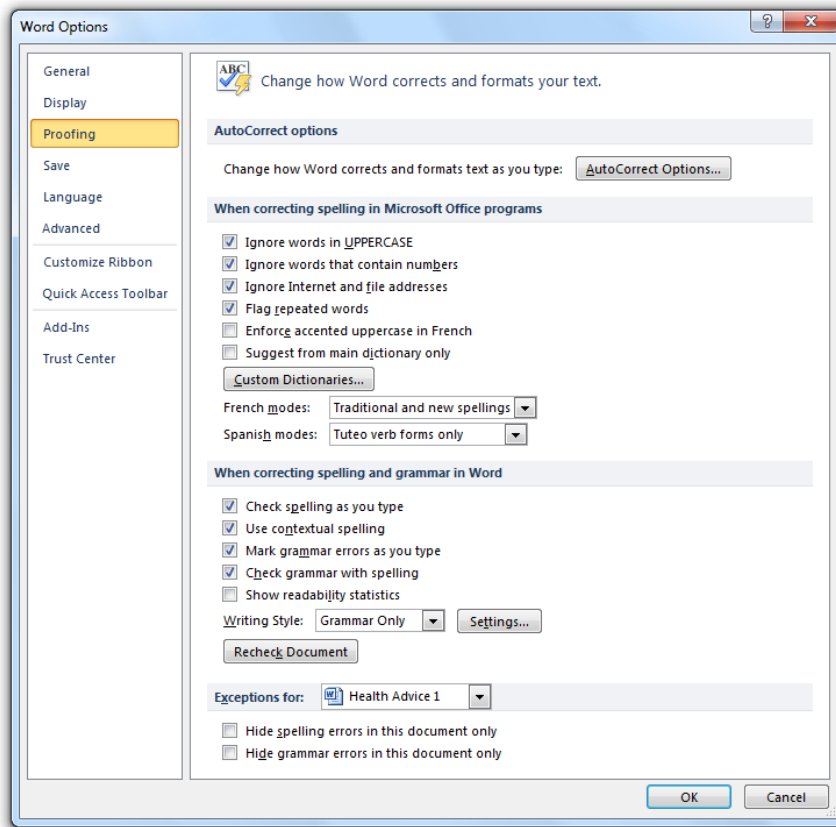 Word Options
General
Display
Proofing
Save
Language
Advanced
Customize Ribbon
Quick Access Toolbar
Add-Ins
Trust Center
ABC
Change how Word corrects and formats your text.
AutoCorrect options
Change how Word corrects and formats text as you type: AutoCorrect Options...
When correcting spelling in Microsoft Office programs
Ignore words in UPPERCASE
Ignore words that contain numbers
Ignore Internet and file addresses
Flag repeated words
Enforce accented uppercase in French
Suggest from main dictionary only
Custom Dictionaries...
French modes: Traditional and new spellings
Spanish modes: Tuteo verb forms only
When correcting spelling and grammar in Word
Check spelling as you type
Use contextual spelling
Mark grammar errors as you type
Check grammar with spelling
Show readability statistics
Writing Style: Grammar Only Settings...
Recheck Document
Exceptions for: Health Advice 1
Hide spelling errors in this document only
Hide grammar errors in this document only
OK Cancel